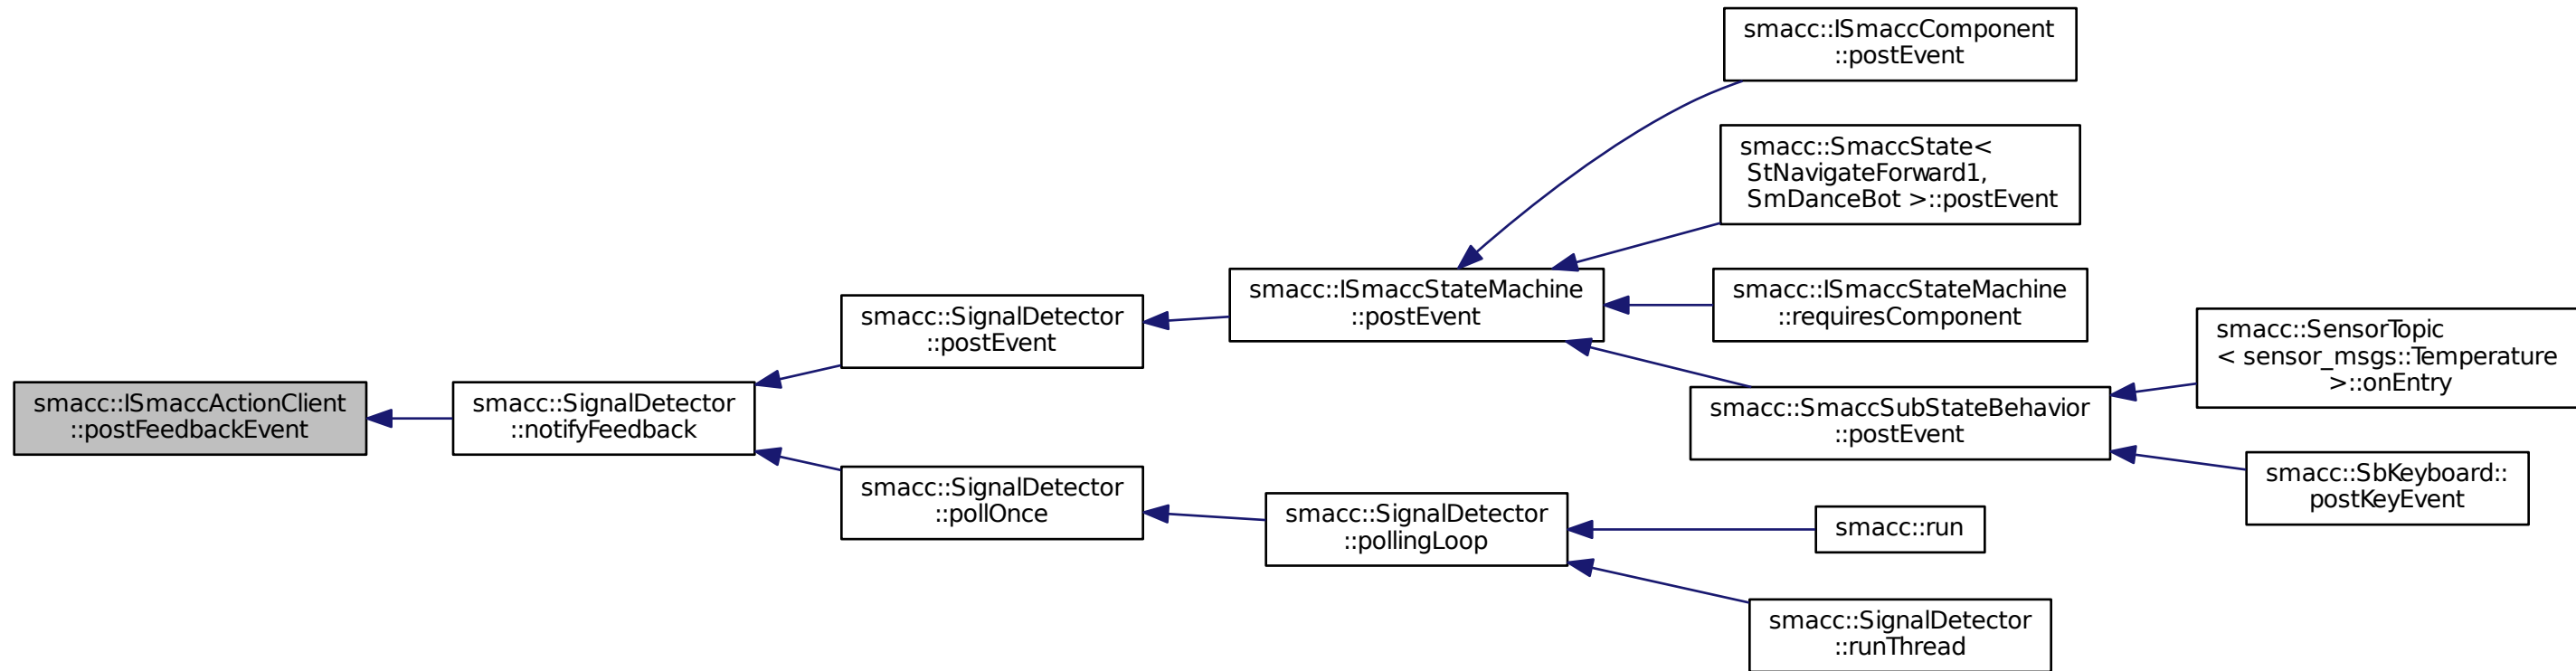 smacc::ISmaccActionClient
::postFeedbackEvent
smacc::SignalDetector
::notifyFeedback
smacc::SignalDetector
::postEvent
smacc::SignalDetector
::pollOnce
smacc::ISmaccStateMachine
::postEvent
smacc::SignalDetector
::pollingLoop
smacc::ISmaccComponent
::postEvent
smacc::SmaccState<
StNavigateForward1,
SmDanceBot >::postEvent
smacc::ISmaccStateMachine
::requiresComponent
smacc::SmaccSubStateBehavior
::postEvent
smacc::run
smacc::SignalDetector
::runThread
smacc::SensorTopic
< sensor_msgs::Temperature
>::onEntry
smacc::SbKeyboard::
postKeyEvent